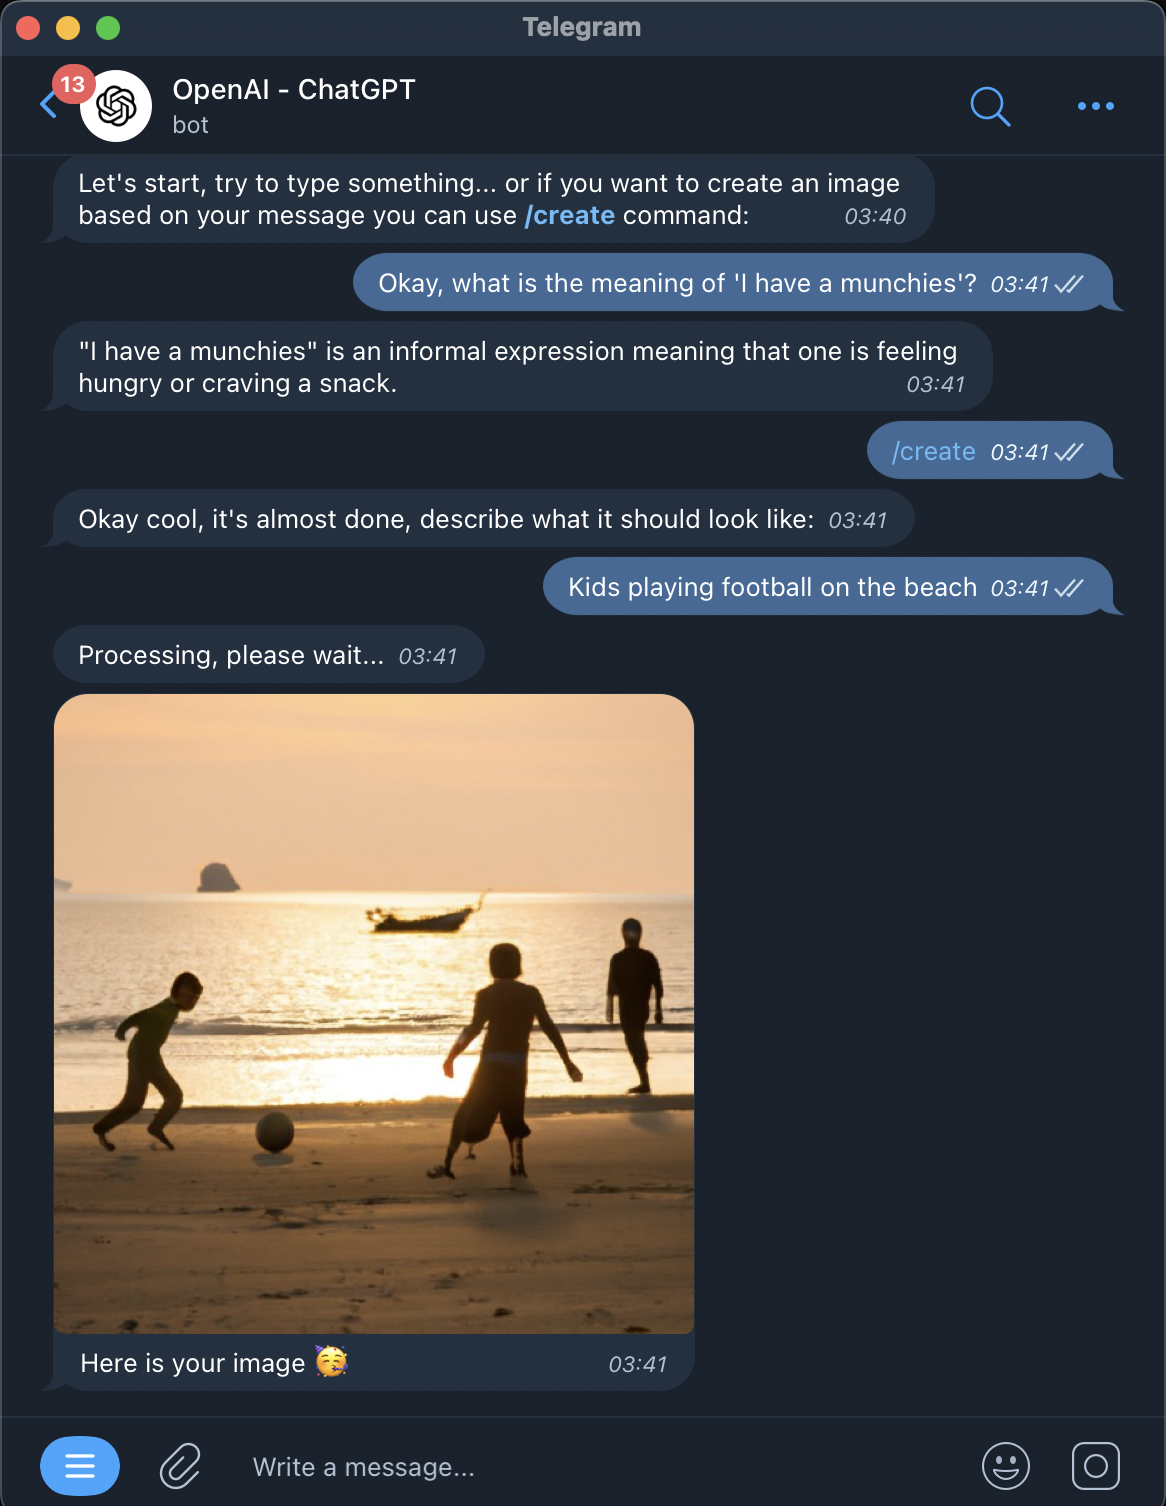 Telegram
13
OpenAI - ChatGPT
bot
Let's start, try to type something... or if you want to create an image
based on your message you can use /create command: 03:40
Okay, what is the meaning of 'I have a munchies'? 03:41
"I have a munchies" is an informal expression meaning that one is feeling
hungry or craving a snack. 03:41
/create 03:41
Okay cool, it's almost done, describe what it should look like: 03:41
Kids playing football on the beach 03:41
Processing, please wait... 03:41
Here is your image 🥳 03:41
Write a message...